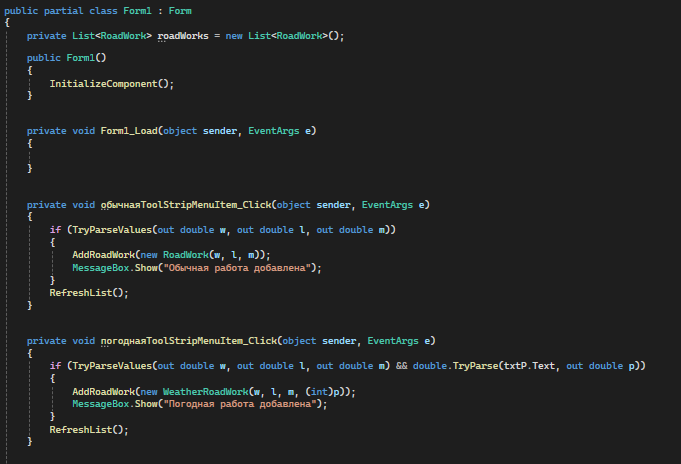 public partial class Form1 : Form
{
private List<RoadWork> roadWorks = new List<RoadWork>();
public Form1()
{
InitializeComponent();
}
private void Form1_Load(object sender, EventArgs e)
{
}
private void обычнаяToolStripMenuItem_Click(object sender, EventArgs e)
{
if (TryParseValues(out double w, out double l, out double m))
{
AddRoadWork(new RoadWork(w, l, m));
MessageBox.Show("Обычная работа добавлена");
}
RefreshList();
}
private void погоднаяToolStripMenuItem_Click(object sender, EventArgs e)
{
if (TryParseValues(out double w, out double l, out double m) && double.TryParse(txtP.Text, out double p))
{
AddRoadWork(new WeatherRoadWork(w, l, m, (int)p));
MessageBox.Show("Погодная работа добавлена");
}
RefreshList();
}